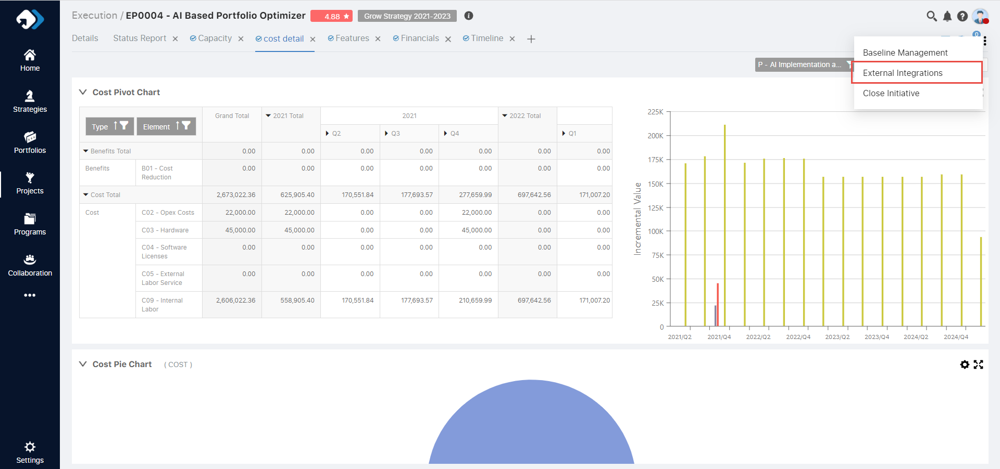 Execution / EP0004 - AI Based Portfolio Optimizer 4.88 ★ Grow Strategy 2021-2023
Details Status Report × Capacity × cost detail × Features × Financials × Timeline × +
0
Baseline Management
External Integrations
Close Initiative
P - AI Implementation a...
Home
Strategies
Portfolios
Projects
Programs
Collaboration
Settings
Cost Pivot Chart
Type Element
Grand Total 2021 Total 2021 2022 Total
Q2 Q3 Q4 Q1
Benefits Total 0.00 0.00 0.00 0.00 0.00 0.00 0.00
Benefits B01 - Cost 0.00 0.00 0.00 0.00 0.00 0.00 0.00
Reduction
Cost Total 2,673,022.36 625,905.40 170,551.84 177,693.57 277,659.99 697,642.56 171,007.20
Cost C02 - Opex Costs 22,000.00 22,000.00 0.00 0.00 22,000.00 0.00 0.00
C03 - Hardware 45,000.00 45,000.00 0.00 0.00 45,000.00 0.00 0.00
C04 - Software 0.00 0.00 0.00 0.00 0.00 0.00 0.00
Licenses
C05 - External 0.00 0.00 0.00 0.00 0.00 0.00 0.00
Labor Service
C09 - Internal 2,606,022.36 558,905.40 170,551.84 177,693.57 210,659.99 697,642.56 171,007.20
Labor
Incremental Value
225K
200K
175K
150K
125K
100K
75K
50K
25K
0
2021/Q2 2021/Q4 2022/Q2 2022/Q4 2023/Q2 2023/Q4 2024/Q2 2024/Q4
Cost Pie Chart ( COST )